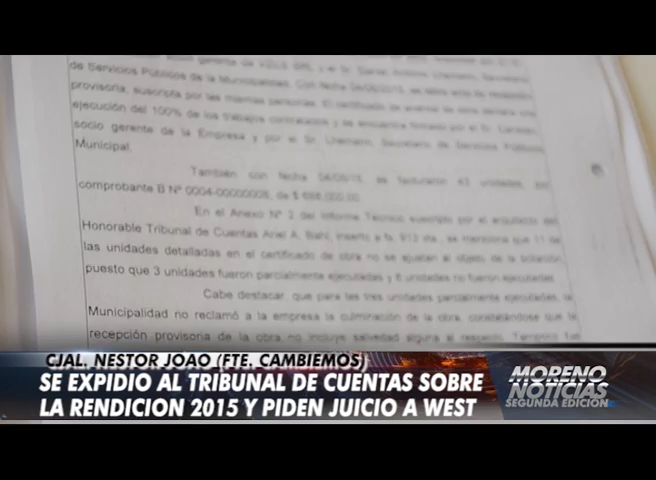 de Servicios Públicos de la Municipalidad. Con fecha
provisoria, suscripta por las mismas personas. El certificado de avance de obra
ejecución del 100% de los trabajos contratados y se encuentra firmado por el Sr.
socio gerente de la Empresa y por el Sr. Secretario de Servicios Públicos
Municipal.
También con fecha se facturaron 43 unidades por
comprobante B Nº 0004-00000008, de $
En el Anexo Nº 2 del Informe Técnico suscripto por el arquitecto del
Honorable Tribunal de Cuentas Ariel A. inserto a fs. 913 se menciona que 11 de
las unidades detalladas en el certificado de obra no se ajustan al objeto de la licitación
puesto que 3 unidades fueron parcialmente ejecutadas y 8 unidades no fueron ejecutadas.
Cabe destacar, que para las tres unidades parcialmente ejecutadas, la
Municipalidad no reclamó a la empresa la culminación de la obra, constatándose que la
recepción provisoria de la obra no incluye salvedad alguna al respecto. Tampoco fue
CJAL. NESTOR JOAO (FTE. CAMBIEMOS)
SE EXPIDIO AL TRIBUNAL DE CUENTAS SOBRE
LA RENDICION 2015 Y PIDEN JUICIO A WEST
MORENO
NOTICIAS
SEGUNDA EDICION